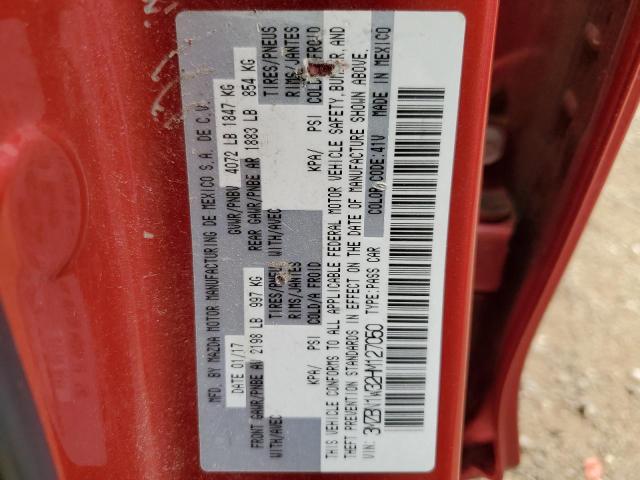 MFD. BY MAZDA MOTOR MANUFACTURING DE MEXICO S.A. DE C.V.
DATE 01/17 GVWR/PNBV 4072 LB 1847 KG
FRONT GAWR/PNBE AV 2198 LB 997 KG REAR GAWR/PNBE AR 1883 LB 854 KG
WITH/AVEC TIRES/PNEUS WITH/AVEC TIRES/PNEUS
RIMS/JANTES RIMS/JANTES
KPA/ PSI COLD/A FROID KPA/ PSI COLD FROID
THIS VEHICLE CONFORMS TO ALL APPLICABLE FEDERAL MOTOR VEHICLE SAFETY, BUMPER, AND
THEFT PREVENTION STANDARDS IN EFFECT ON THE DATE OF MANUFACTURE SHOWN ABOVE.
VIN: 3MZBN1W32HM127050 TYPE:PASS CAR COLOR CODE:41V MADE IN MEXICO